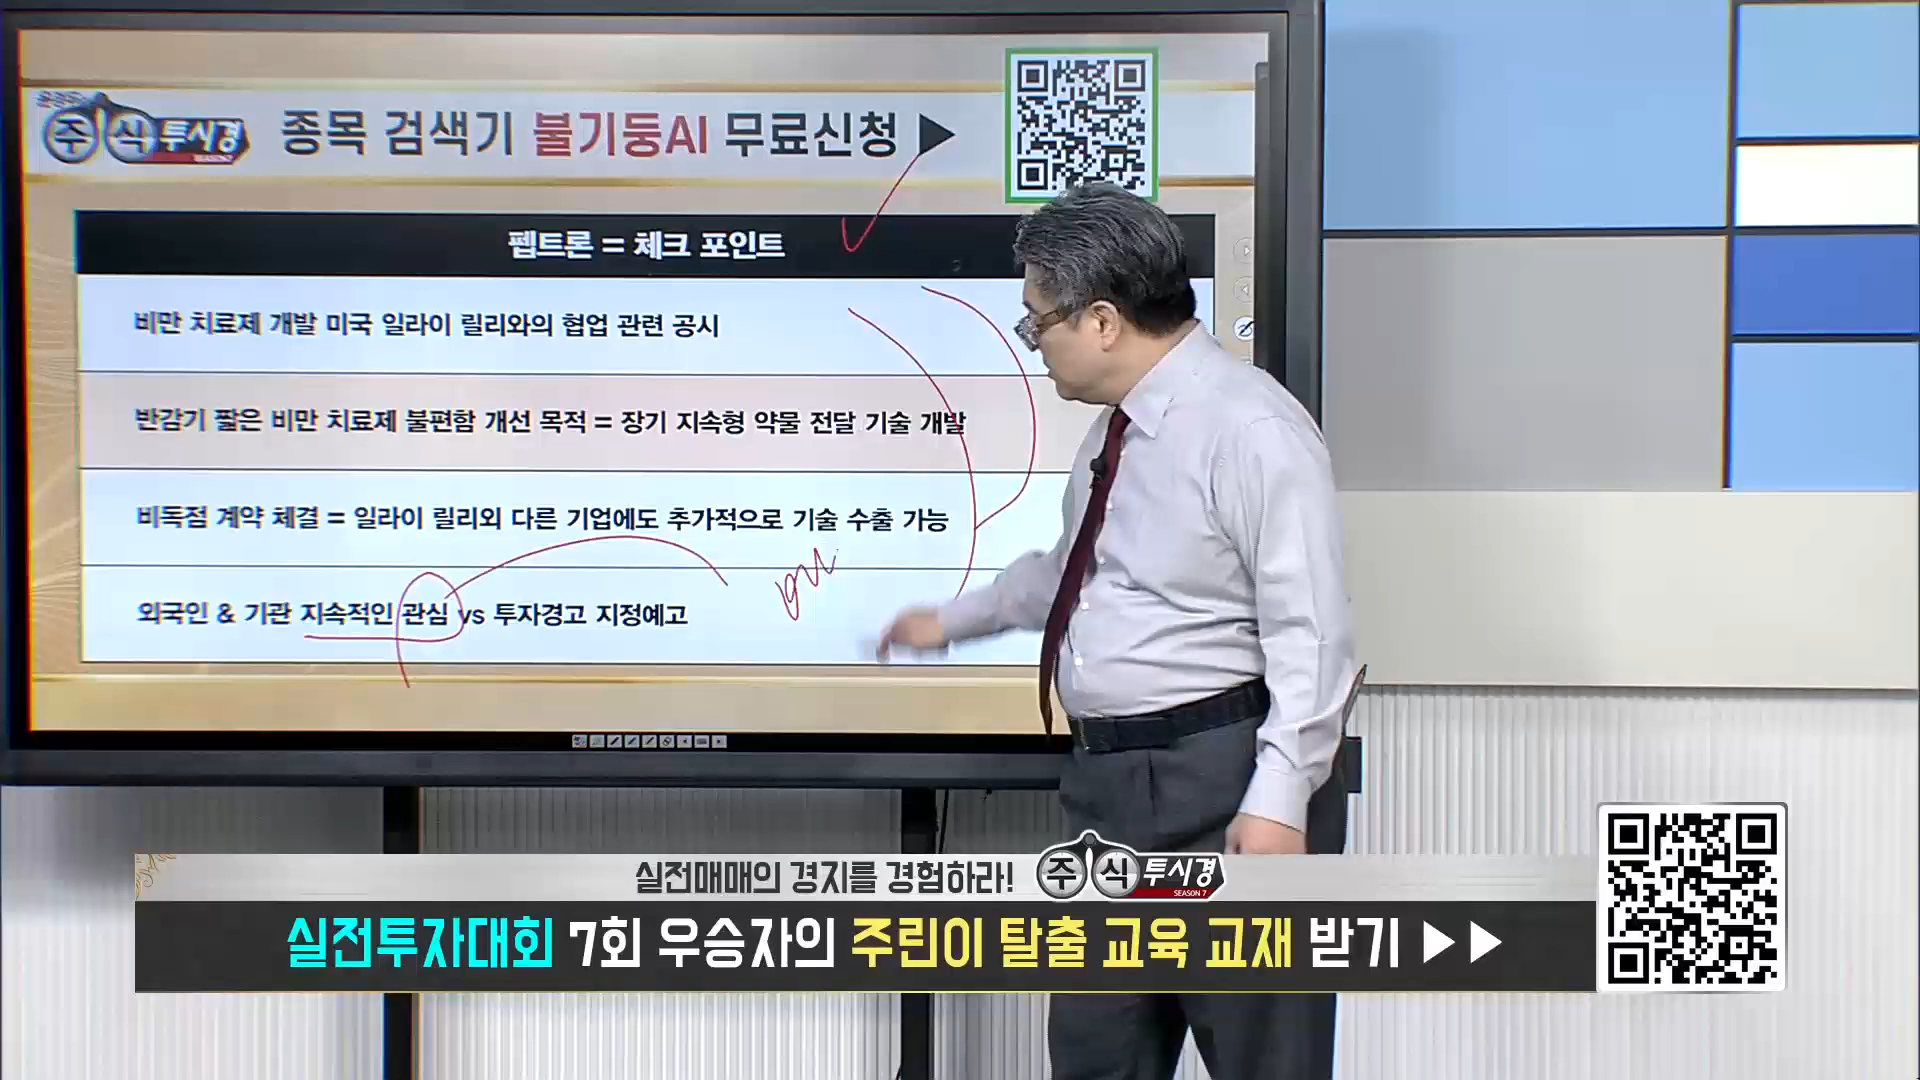 주식투시경
종목 검색기 불기둥AI 무료신청 ▶
펩트론 = 체크 포인트
비만 치료제 개발 미국 일라이 릴리와의 협업 관련 공시
반감기 짧은 비만 치료제 불편함 개선 목적 = 장기 지속형 약물 전달 기술 개발
비독점 계약 체결 = 일라이 릴리외 다른 기업에도 추가적으로 기술 수출 가능
외국인 & 기관 지속적인 관심 vs 투자경고 지정예고
실전매매의 경지를 경험하라! 주식투시경
SEASON 7
실전투자대회 7회 우승자의 주린이 탈출 교육 교재 받기 ▶▶